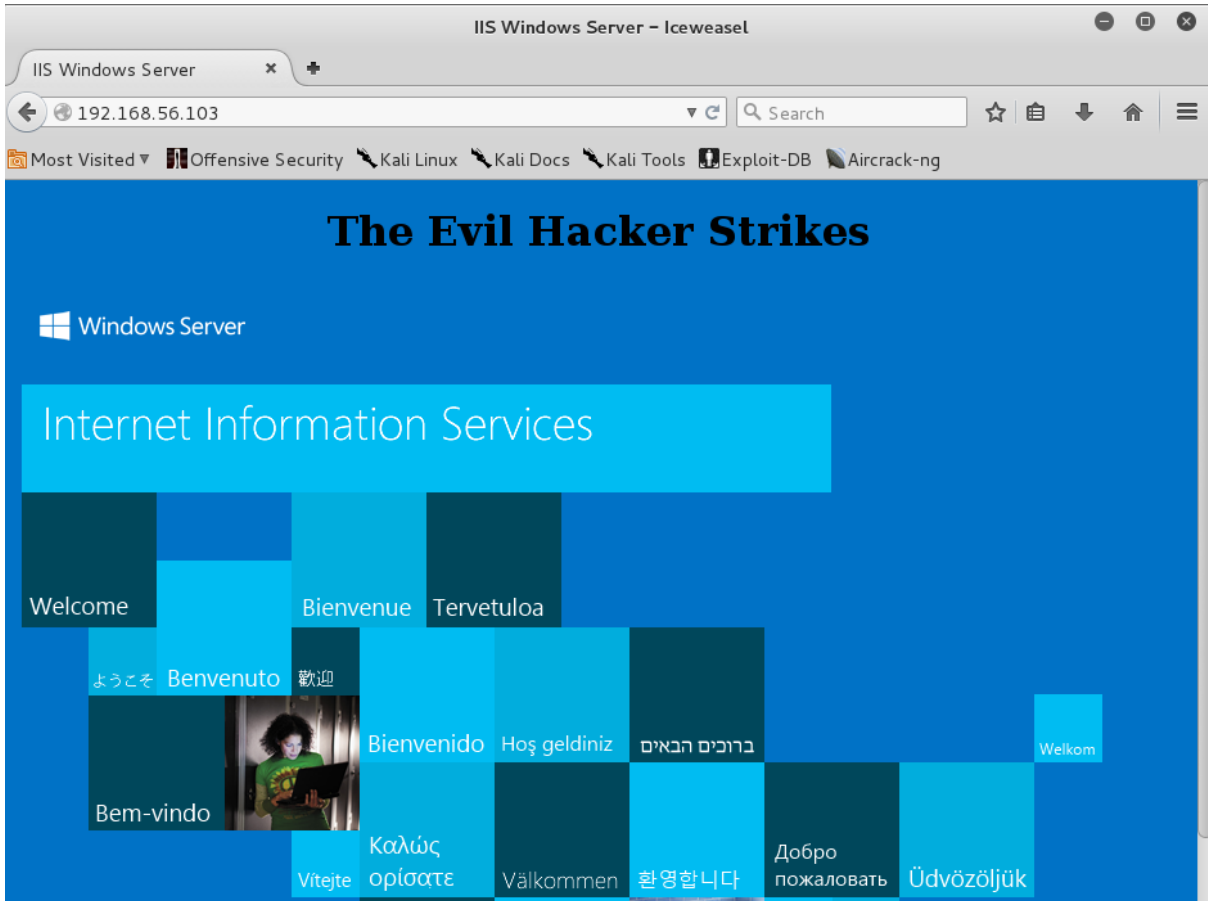 IIS Windows Server – Iceweasel
IIS Windows Server
192.168.56.103
Search
Most Visited
Offensive Security
Kali Linux
Kali Docs
Kali Tools
Exploit-DB
Aircrack-ng
The Evil Hacker Strikes
Windows Server
Internet Information Services
Welcome
Bienvenue
Tervetuloa
ようこそ
Benvenuto
歡迎
Bienvenido
Hoş geldiniz
ברוכים הבאים
Welkom
Bem-vindo
Vítejte
Καλώς
ορίσατε
Välkommen
환영합니다
Добро
пожаловать
Üdvözöljük